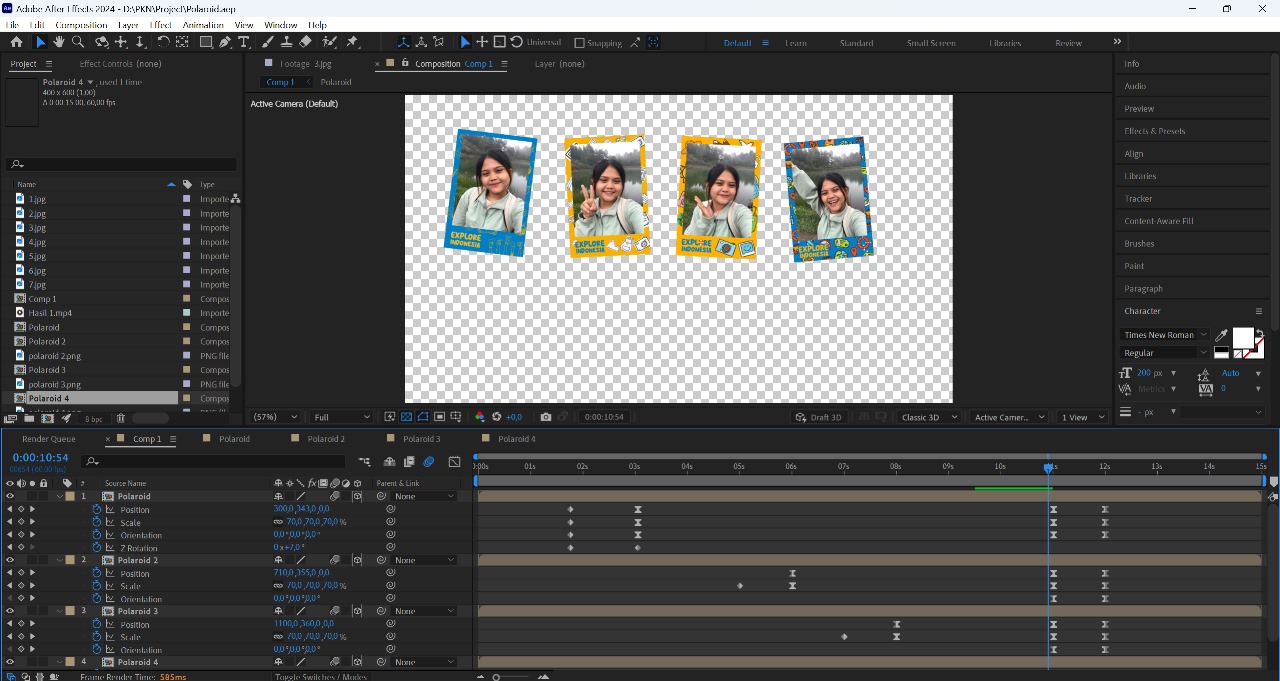 Adobe After Effects 2024 - D:\PKN\Project\Polaroid.aep
File Edit Composition Layer Effect Animation View Window Help
Universal Snapping Default Learn Standard Small Screen Libraries Review
Project Effect Controls (none) Footage 3.jpg Composition Comp 1 Layer (none)
Polaroid 4 , used 1 time
400 x 600 (1,00)
Δ 0:00:15:00, 60,00 fps
Comp 1 Polaroid
Active Camera (Default)
EXPLORE INDONESIA
EXPLORE INDONESIA
EXPLORE INDONESIA
EXPLORE INDONESIA
Info
Audio
Preview
Effects & Presets
Align
Libraries
Tracker
Content-Aware Fill
Brushes
Paint
Paragraph
Character
Times New Roman
Regular
200 px Auto
Metrics 0
- px
Name Type
1.jpg Importe
2.jpg Importe
3.jpg Importe
4.jpg Importe
5.jpg Importe
6.jpg Importe
7.jpg Importe
Comp 1 Compos
Hasil 1.mp4 Importe
Polaroid Compos
Polaroid 2 Compos
polaroid 2.png PNG file
Polaroid 3 Compos
polaroid 3.png PNG file
Polaroid 4 Compos
8 bpc
(57%) Full +0,0 0:00:10:54 Draft 3D Classic 3D Active Camer... 1 View
Render Queue Comp 1 Polaroid Polaroid 2 Polaroid 3 Polaroid 4
0:00:10:54
00654 (60.00 fps)
0:00s 01s 02s 03s 04s 05s 06s 07s 08s 09s 10s 12s 13s 14s 15s
# Source Name Parent & Link
1 Polaroid None
Position 300,0,343,0,0,0
Scale 70,0,70,0,70,0%
Orientation 0,0°,0,0°,0,0°
Z Rotation 0x+7,0°
2 Polaroid 2 None
Position 710,0,355,0,0,0
Scale 70,0,70,0,70,0%
Orientation 0,0°,0,0°,0,0°
3 Polaroid 3 None
Position 1100,0,360,0,0,0
Scale 70,0,70,0,70,0%
Orientation 0,0°,0,0°,0,0°
4 Polaroid 4 None
Frame Render Time: 585ms Toggle Switches / Modes